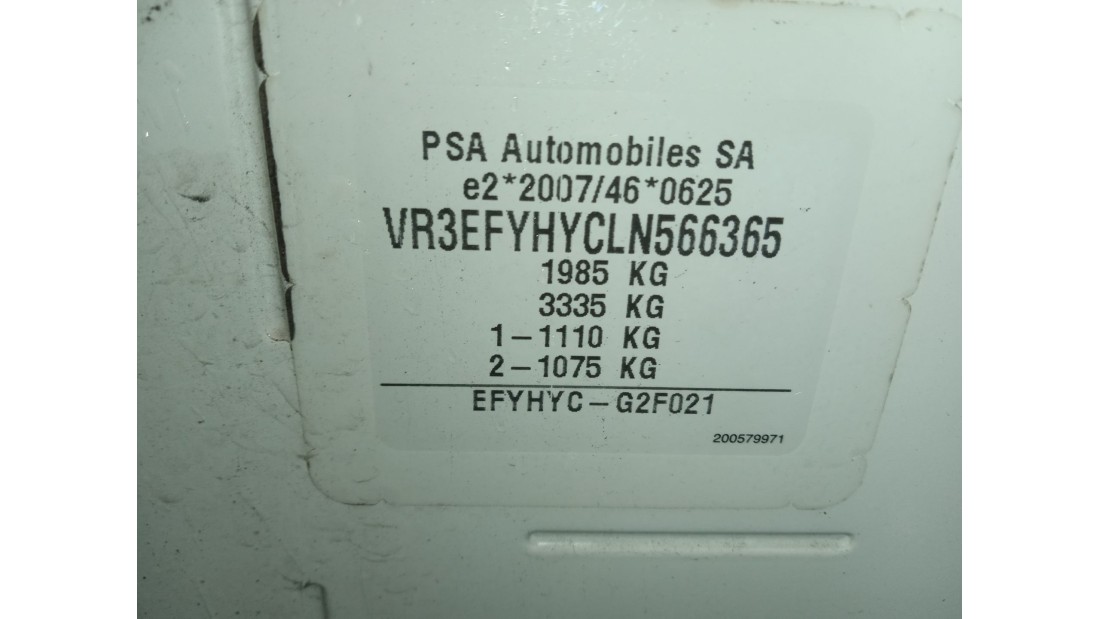 PSA Automobiles SA
e2*2007/46*0625
VR3EFYHYCLN566365
1985 KG
3335 KG
1-1110 KG
2-1075 KG
EFYHYC-G2F021
200579971